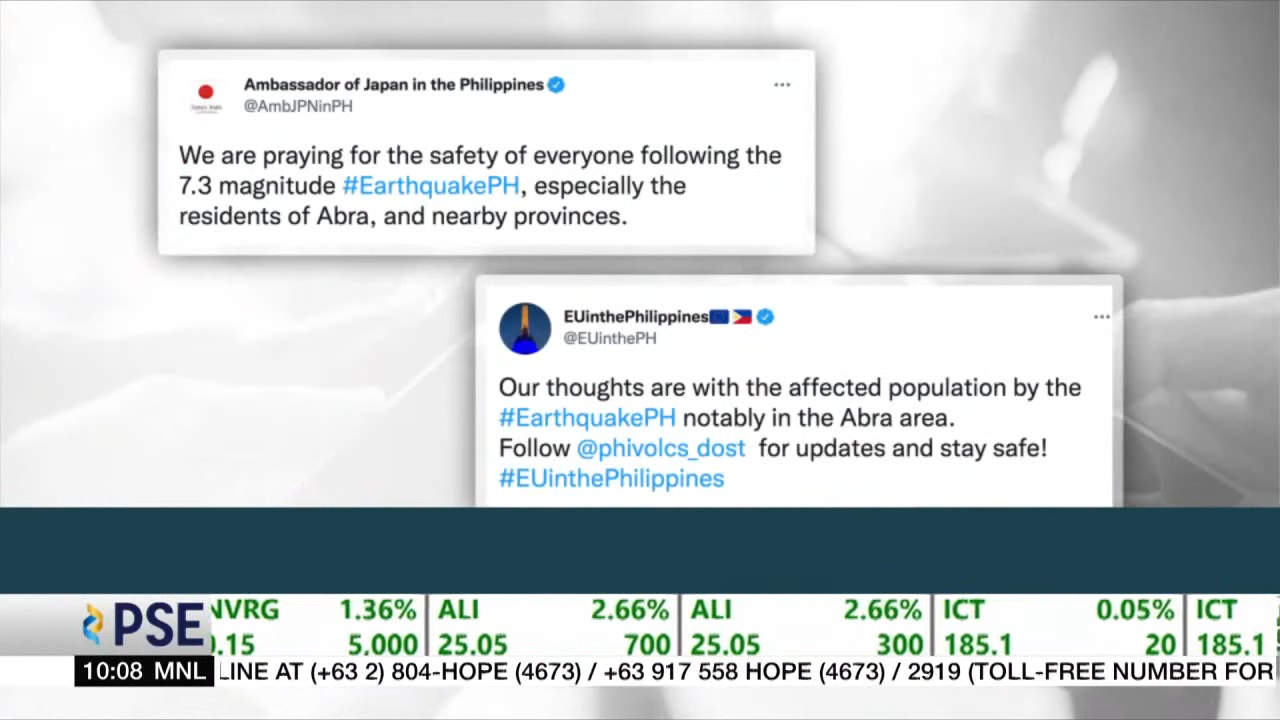 Ambassador of Japan in the Philippines
@AmbJPNinPH
We are praying for the safety of everyone following the
7.3 magnitude #EarthquakePH, especially the
residents of Abra, and nearby provinces.
EUinthePhilippines
@EUinthePH
Our thoughts are with the affected population by the
#EarthquakePH notably in the Abra area.
Follow @phivolcs_dost for updates and stay safe!
#EUinthePhilippines
PSE
NVRG 1.36% ALI 2.66% ALI 2.66% ICT 0.05% ICT
.15 5,000 25.05 700 25.05 300 185.1 20 185.1
10:08 MNL LINE AT (+63 2) 804-HOPE (4673) / +63 917 558 HOPE (4673) / 2919 (TOLL-FREE NUMBER FOR